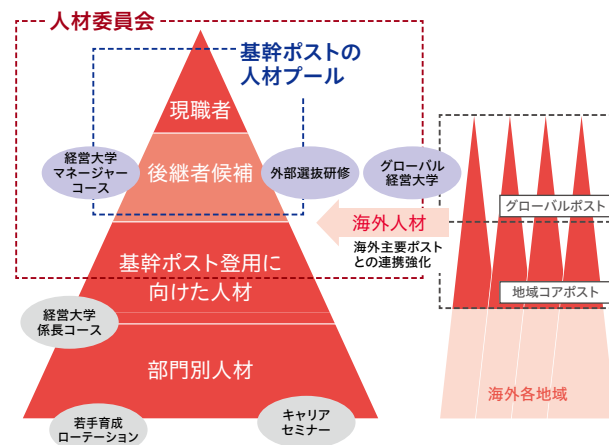 人材委員会
基幹ポストの
人材プール
現職者
経営大学
マネージャー
コース
後継者候補
外部選抜研修
グローバル
経営大学
グローバルポスト
海外人材
海外主要ポスト
との連携強化
基幹ポスト登用に
向けた人材
地域コアポスト
経営大学
係長コース
部門別人材
海外各地域
若手育成
ローテーション
キャリア
セミナー